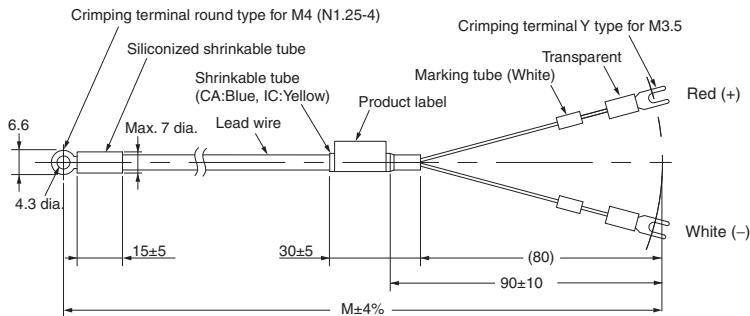 Crimping terminal round type for M4 (N1.25-4)
Siliconized shrinkable tube
Crimping terminal Y type for M3.5
Transparent
Marking tube (White)
Shrinkable tube
(CA:Blue, IC:Yellow)
Product label
Red (+)
6.6
Max. 7 dia.
Lead wire
4.3 dia.
White (–)
15±5
30±5
(80)
90±10
M±4%